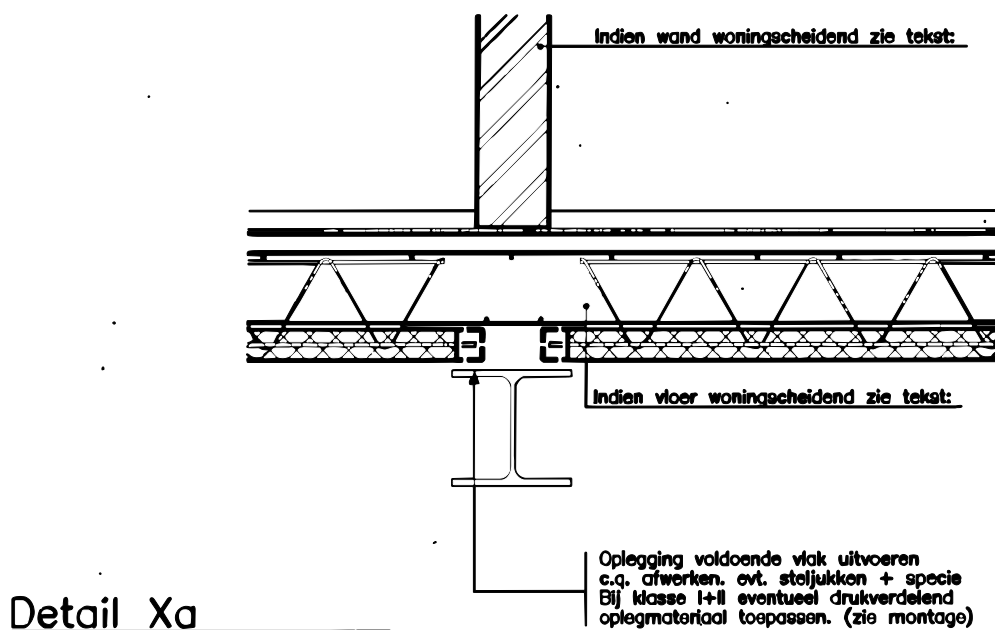 Indien wand woningscheidend zie tekst:
Indien vloer woningscheidend zie tekst:
Oplegging voldoende vlak uitvoeren
c.q. afwerken. evt. steljukken + specie
Bij klasse I+II eventueel drukverdelend
oplegmateriaal toepassen. (zie montage)
Detail Xa